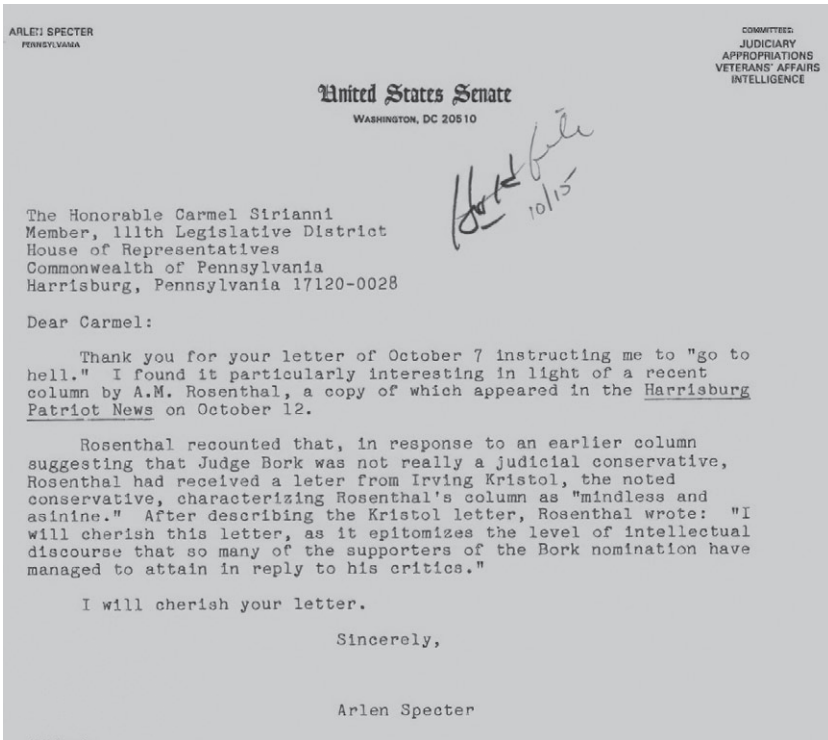 ARLEN SPECTER
PENNSYLVANIA
COMMITTEES:
JUDICIARY
APPROPRIATIONS
VETERANS' AFFAIRS
INTELLIGENCE
United States Senate
WASHINGTON, DC 20510
Hold file
10/15
The Honorable Carmel Sirianni
Member, 111th Legislative District
House of Representatives
Commonwealth of Pennsylvania
Harrisburg, Pennsylvania 17120-0028
Dear Carmel:
Thank you for your letter of October 7 instructing me to "go to
hell." I found it particularly interesting in light of a recent
column by A.M. Rosenthal, a copy of which appeared in the Harrisburg
Patriot News on October 12.
Rosenthal recounted that, in response to an earlier column
suggesting that Judge Bork was not really a judicial conservative,
Rosenthal had received a leter from Irving Kristol, the noted
conservative, characterizing Rosenthal's column as "mindless and
asinine." After describing the Kristol letter, Rosenthal wrote: "I
will cherish this letter, as it epitomizes the level of intellectual
discourse that so many of the supporters of the Bork nomination have
managed to attain in reply to his critics."
I will cherish your letter.
Sincerely,
Arlen Specter